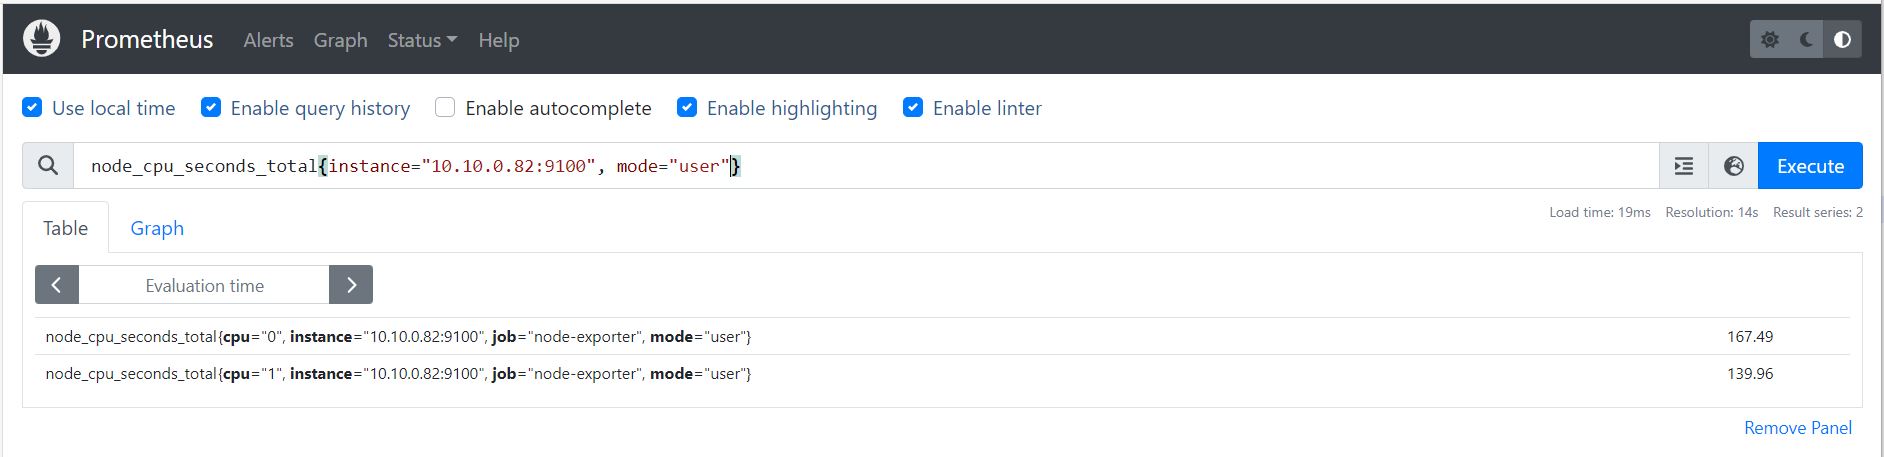 Prometheus Alerts Graph Status Help
Use local time Enable query history Enable autocomplete Enable highlighting Enable linter
node_cpu_seconds_total{instance="10.10.0.82:9100", mode="user"} Execute
Load time: 19ms Resolution: 14s Result series: 2
Table Graph
Evaluation time
node_cpu_seconds_total{cpu="0", instance="10.10.0.82:9100", job="node-exporter", mode="user"} 167.49
node_cpu_seconds_total{cpu="1", instance="10.10.0.82:9100", job="node-exporter", mode="user"} 139.96
Remove Panel